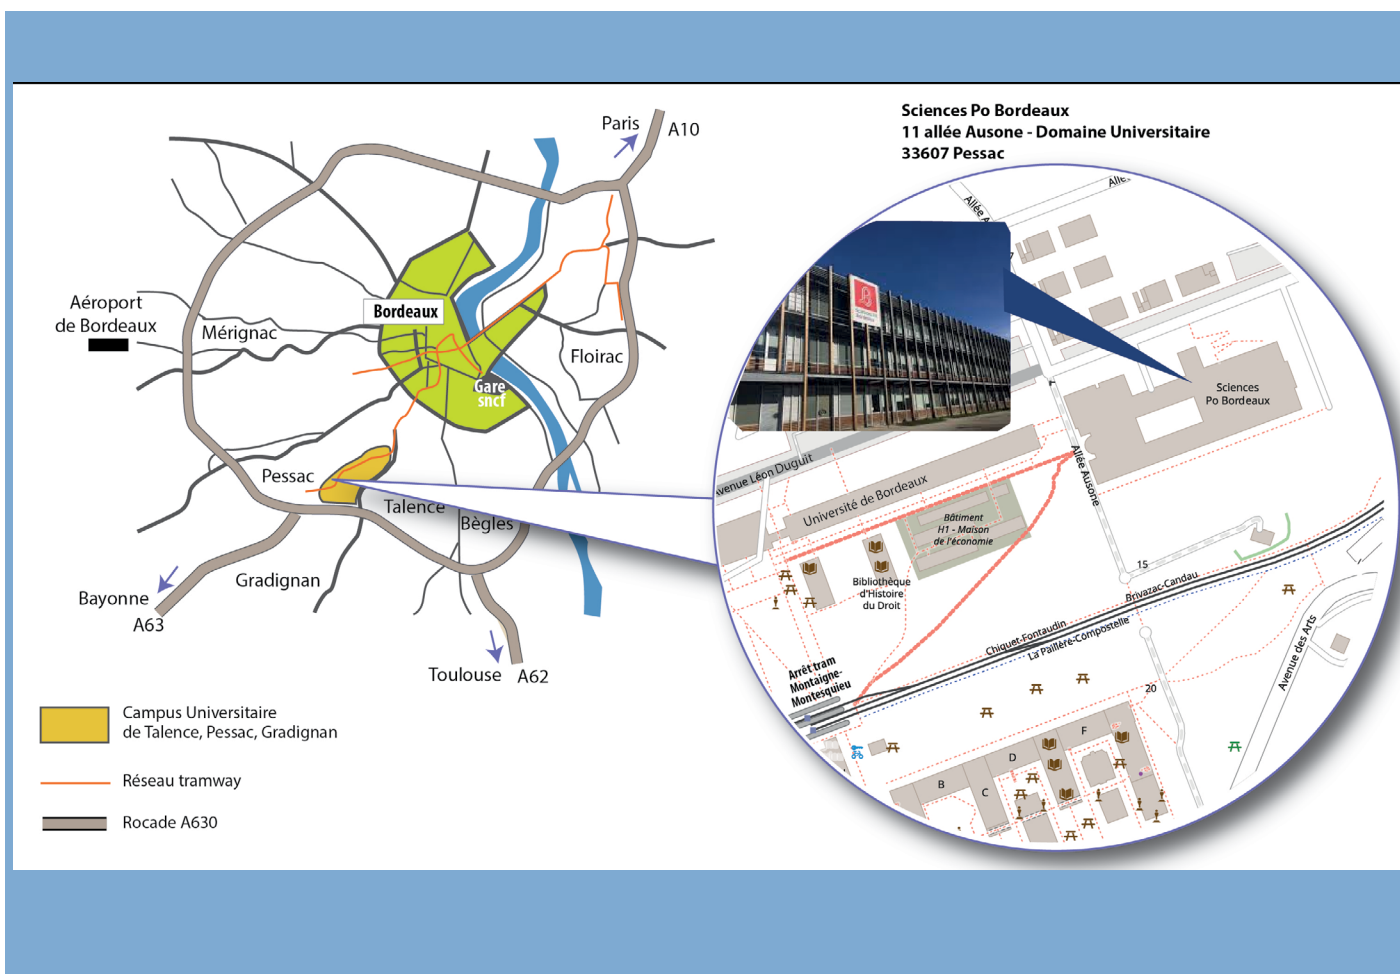 Sciences Po Bordeaux
11 allée Ausone - Domaine Universitaire
33607 Pessac
Paris
A10
Aéroport
de Bordeaux
Mérignac
Bordeaux
Floirac
Gare
sncf
Pessac
Talence
Bègles
Gradignan
Bayonne
A63
Toulouse
A62
Campus Universitaire
de Talence, Pessac, Gradignan
Réseau tramway
Rocade A630
Allée
Sciences
Po Bordeaux
Avenue Léon Duguit
Allée Ausone
Université de Bordeaux
Bâtiment
H1 - Maison
de l'économie
Bibliothèque
d'Histoire
du Droit
15
Brivazac-Candau
Chiquet-Fontaudin
La Paillère-Compostelle
Avenue des Arts
Arrêt tram
Montaigne-
Montesquieu
20
F
D
B
C